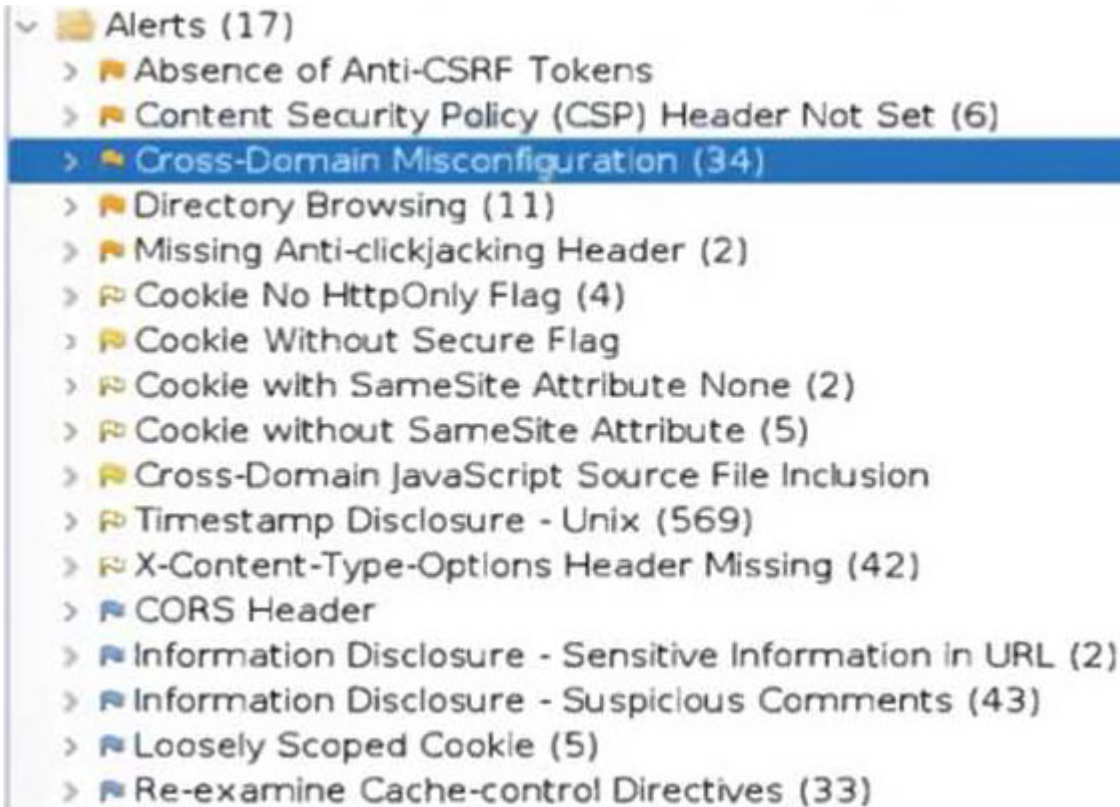 Alerts (17)
Absence of Anti-CSRF Tokens
Content Security Policy (CSP) Header Not Set (6)
Cross-Domain Misconfiguration (34)
Directory Browsing (11)
Missing Anti-clickjacking Header (2)
Cookie No HttpOnly Flag (4)
Cookie Without Secure Flag
Cookie with SameSite Attribute None (2)
Cookie without SameSite Attribute (5)
Cross-Domain JavaScript Source File Inclusion
Timestamp Disclosure - Unix (569)
X-Content-Type-Options Header Missing (42)
CORS Header
Information Disclosure - Sensitive Information in URL (2)
Information Disclosure - Suspicious Comments (43)
Loosely Scoped Cookie (5)
Re-examine Cache-control Directives (33)